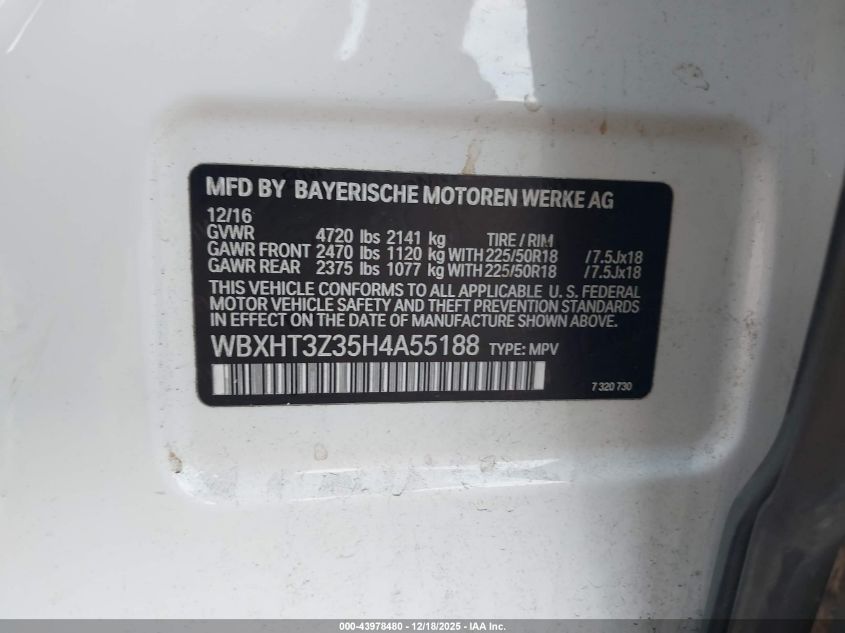 MFD BY BAYERISCHE MOTOREN WERKE AG
12/16
GVWR 4720 lbs 2141 kg TIRE / RIM
GAWR FRONT 2470 lbs 1120 kg WITH 225/50R18 /7.5Jx18
GAWR REAR 2375 lbs 1077 kg WITH 225/50R18 /7.5Jx18
THIS VEHICLE CONFORMS TO ALL APPLICABLE U.S. FEDERAL
MOTOR VEHICLE SAFETY AND THEFT PREVENTION STANDARDS
IN EFFECT ON THE DATE OF MANUFACTURE SHOWN ABOVE.
WBXHT3Z35H4A55188 TYPE: MPV
7 320 730
000-43978480 - 12/18/2025 - IAA Inc.